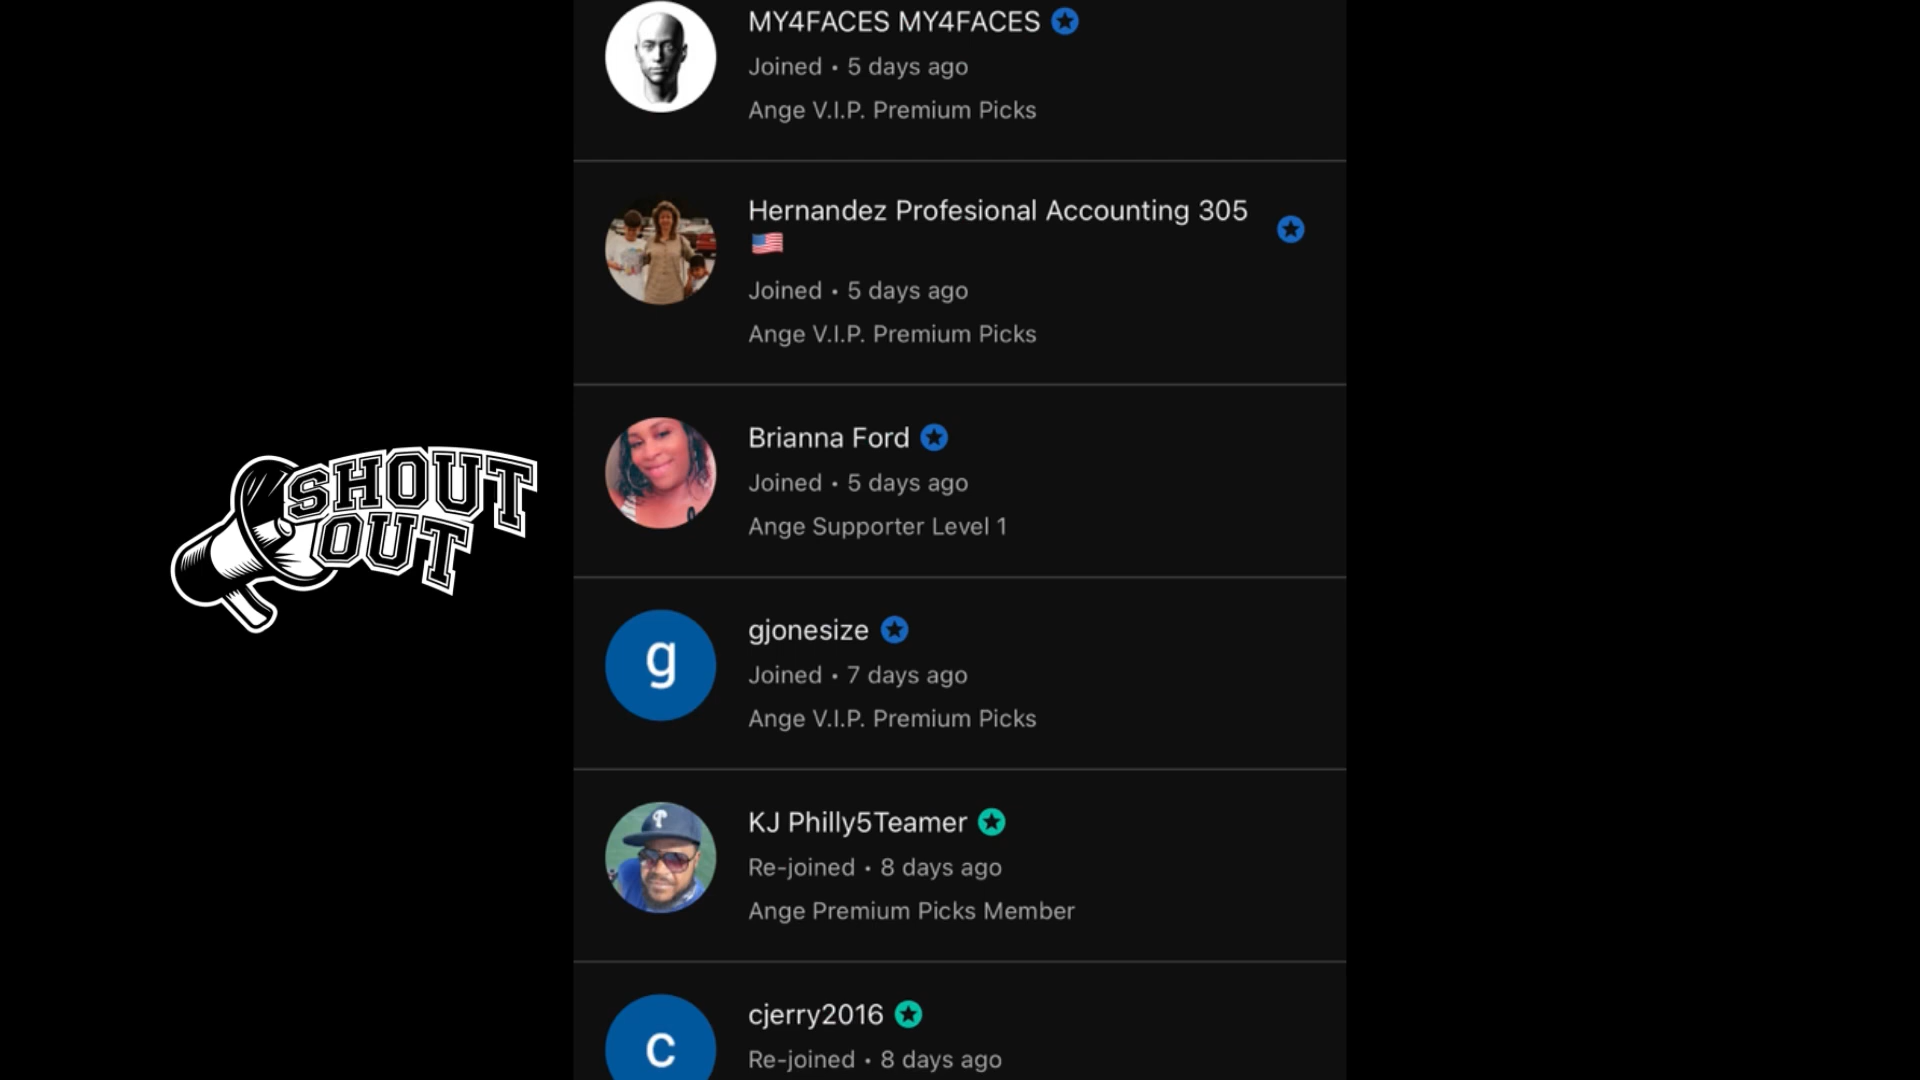 MY4FACES MY4FACES
Joined • 5 days ago
Ange V.I.P. Premium Picks
Hernandez Profesional Accounting 305
🇺🇸
Joined • 5 days ago
Ange V.I.P. Premium Picks
SHOUT
OUT
Brianna Ford
Joined • 5 days ago
Ange Supporter Level 1
g
gjonesize
Joined • 7 days ago
Ange V.I.P. Premium Picks
P
KJ Philly5Teamer
Re-joined • 8 days ago
Ange Premium Picks Member
c
cjerry2016
Re-joined • 8 days ago